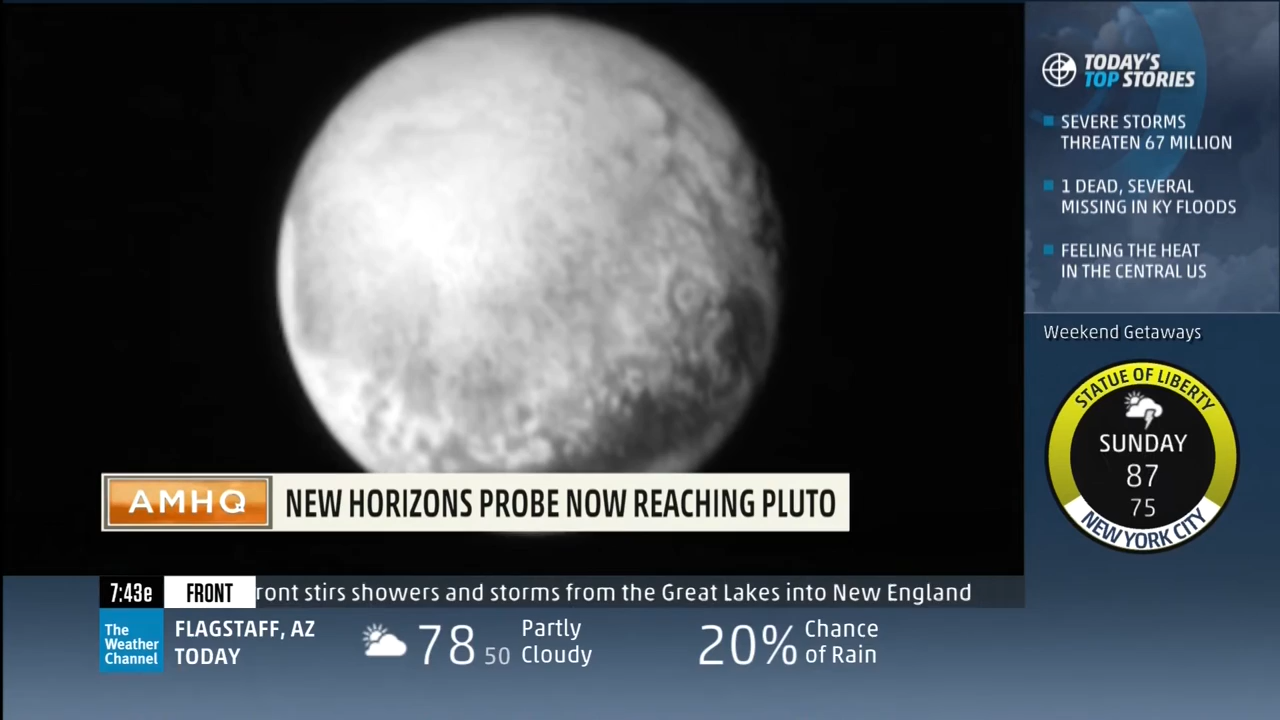 TODAY'S
TOP STORIES
SEVERE STORMS
THREATEN 67 MILLION
1 DEAD, SEVERAL
MISSING IN KY FLOODS
FEELING THE HEAT
IN THE CENTRAL US
Weekend Getaways
STATUE OF LIBERTY
SUNDAY
87
75
NEW YORK CITY
AMHQ NEW HORIZONS PROBE NOW REACHING PLUTO
7:43e FRONT ront stirs showers and storms from the Great Lakes into New England
The
Weather
Channel
FLAGSTAFF, AZ
TODAY
78 50
Partly
Cloudy
20%
Chance
of Rain